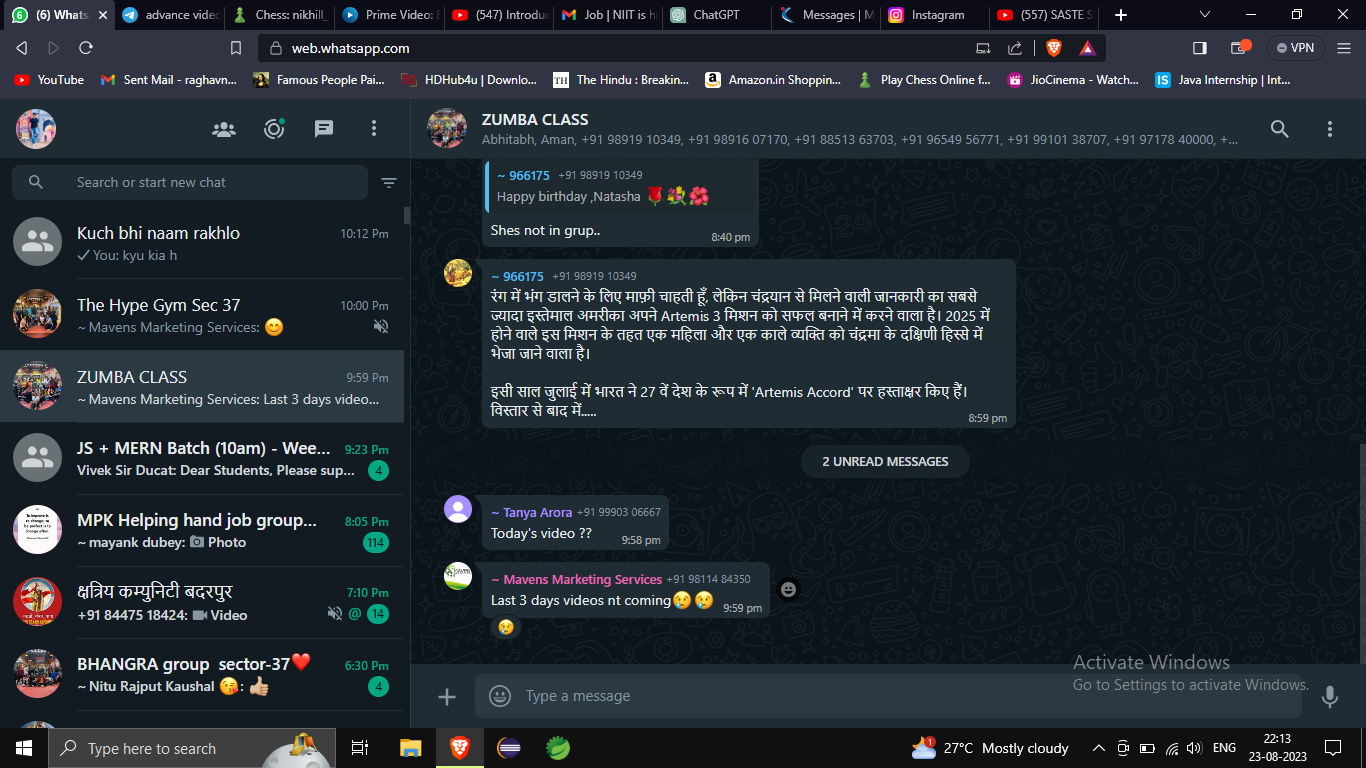 (6) Whats
advance video
Chess: nikhill_
Prime Video: E
(547) Introduc
Job | NIIT is h
ChatGPT
Messages | M
Instagram
(557) SASTE S
web.whatsapp.com
VPN
YouTube
Sent Mail - raghavn...
Famous People Pai...
HDHub4u | Downlo...
TH The Hindu : Breakin...
Amazon.in Shoppin...
Play Chess Online f...
JioCinema - Watch...
IS Java Internship | Int...
Search or start new chat
Kuch bhi naam rakhlo 10:12 Pm
You: kyu kia h
The Hype Gym Sec 37 10:00 Pm
~ Mavens Marketing Services: 😊
ZUMBA CLASS 9:59 Pm
~ Mavens Marketing Services: Last 3 days video...
JS + MERN Batch (10am) - Wee... 9:23 Pm
Vivek Sir Ducat: Dear Students, Please sup... 4
MPK Helping hand job group... 8:05 Pm
~ mayank dubey: Photo 114
क्षत्रिय कम्युनिटी बदरपुर 7:10 Pm
+91 84475 18424: Video @ 14
BHANGRA group sector-37❤️ 6:30 Pm
~ Nitu Rajput Kaushal 😘: 👍🏼 4
ZUMBA CLASS
Abhitabh, Aman, +91 98919 10349, +91 98916 07170, +91 88513 63703, +91 96549 56771, +91 99101 38707, +91 97178 40000, +...
~ 966175 +91 98919 10349
Happy birthday ,Natasha 🌹💐🌺
Shes not in grup..
8:40 pm
~ 966175 +91 98919 10349
रंग में भंग डालने के लिए माफ़ी चाहती हूँ, लेकिन चंद्रयान से मिलने वाली जानकारी का सबसे
ज्यादा इस्तेमाल अमरीका अपने Artemis 3 मिशन को सफल बनाने में करने वाला है। 2025 में
होने वाले इस मिशन के तहत एक महिला और एक काले व्यक्ति को चंद्रमा के दक्षिणी हिस्से में
भेजा जाने वाला है।
इसी साल जुलाई में भारत ने 27 वें देश के रूप में 'Artemis Accord' पर हस्ताक्षर किए हैं।
विस्तार से बाद में.....
8:59 pm
2 UNREAD MESSAGES
~ Tanya Arora +91 99903 06667
Today's video ??
9:58 pm
~ Mavens Marketing Services +91 98114 84350
Last 3 days videos nt coming😢😢
9:59 pm
😢
Type a message
Activate Windows
Go to Settings to activate Windows.
Type here to search
1
27°C Mostly cloudy
ENG
22:13
23-08-2023